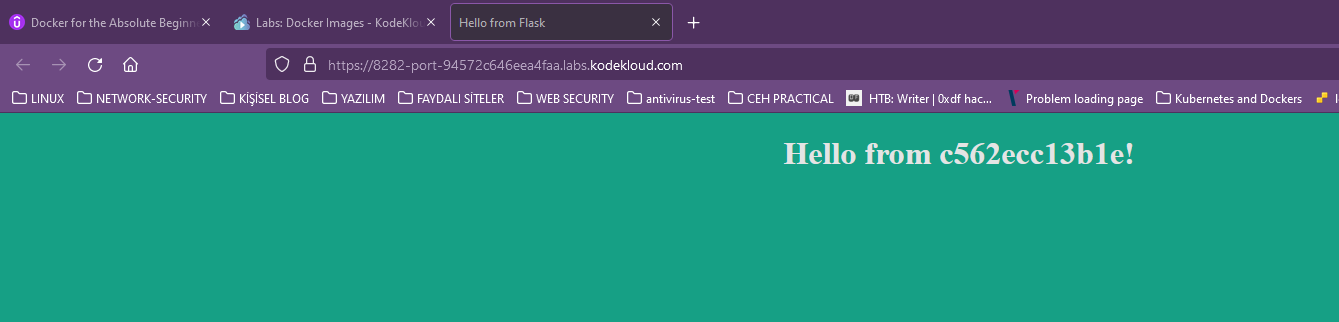 Docker for the Absolute Beginn
Labs: Docker Images - KodeKlou
Hello from Flask
https://8282-port-94572c646eea4faa.labs.kodekloud.com
LINUX NETWORK-SECURITY KİŞİSEL BLOG YAZILIM FAYDALI SİTELER WEB SECURITY antivirus-test CEH PRACTICAL HTB: Writer | 0xdf hac... Problem loading page Kubernetes and Dockers
Hello from c562ecc13b1e!